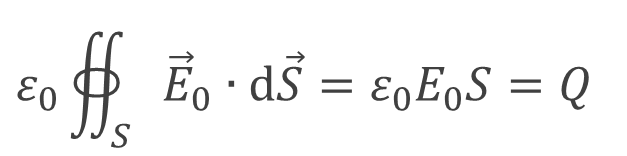 ε₀ ∯_S E⃗₀ · dS⃗ = ε₀E₀S = Q